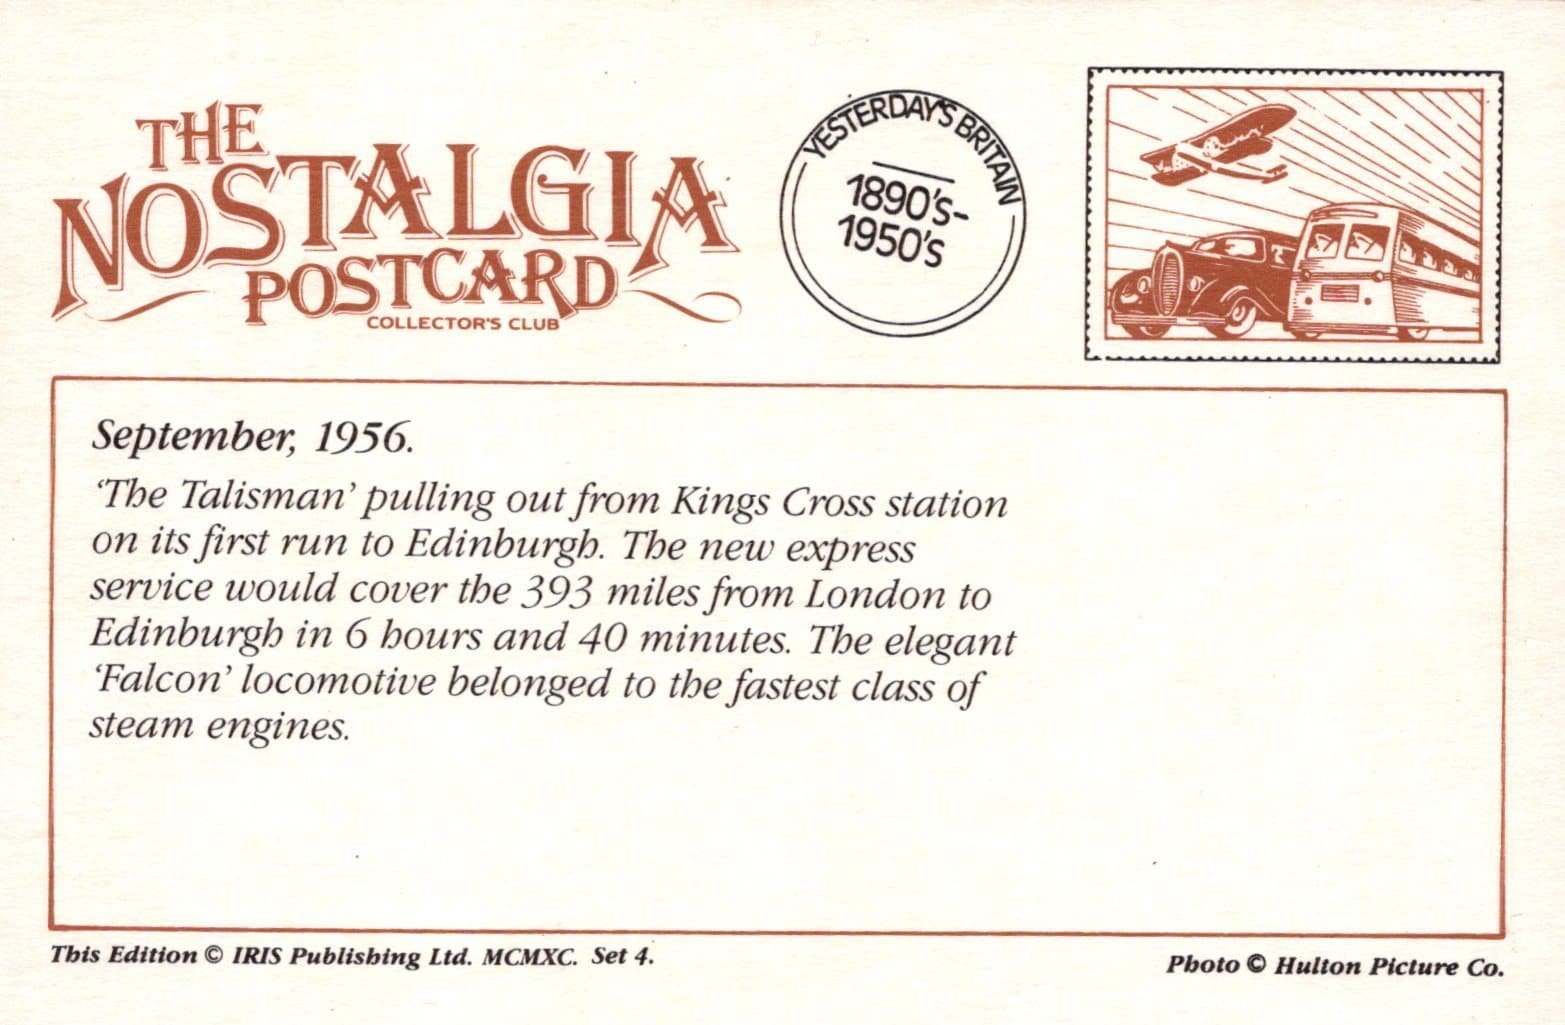 THE
NOSTALGIA
POSTCARD
COLLECTOR'S CLUB
YESTERDAY'S BRITAIN
1890's-
1950's
September, 1956.
‘The Talisman’ pulling out from Kings Cross station
on its first run to Edinburgh. The new express
service would cover the 393 miles from London to
Edinburgh in 6 hours and 40 minutes. The elegant
‘Falcon’ locomotive belonged to the fastest class of
steam engines.
This Edition © IRIS Publishing Ltd. MCMXC. Set 4.
Photo © Hulton Picture Co.